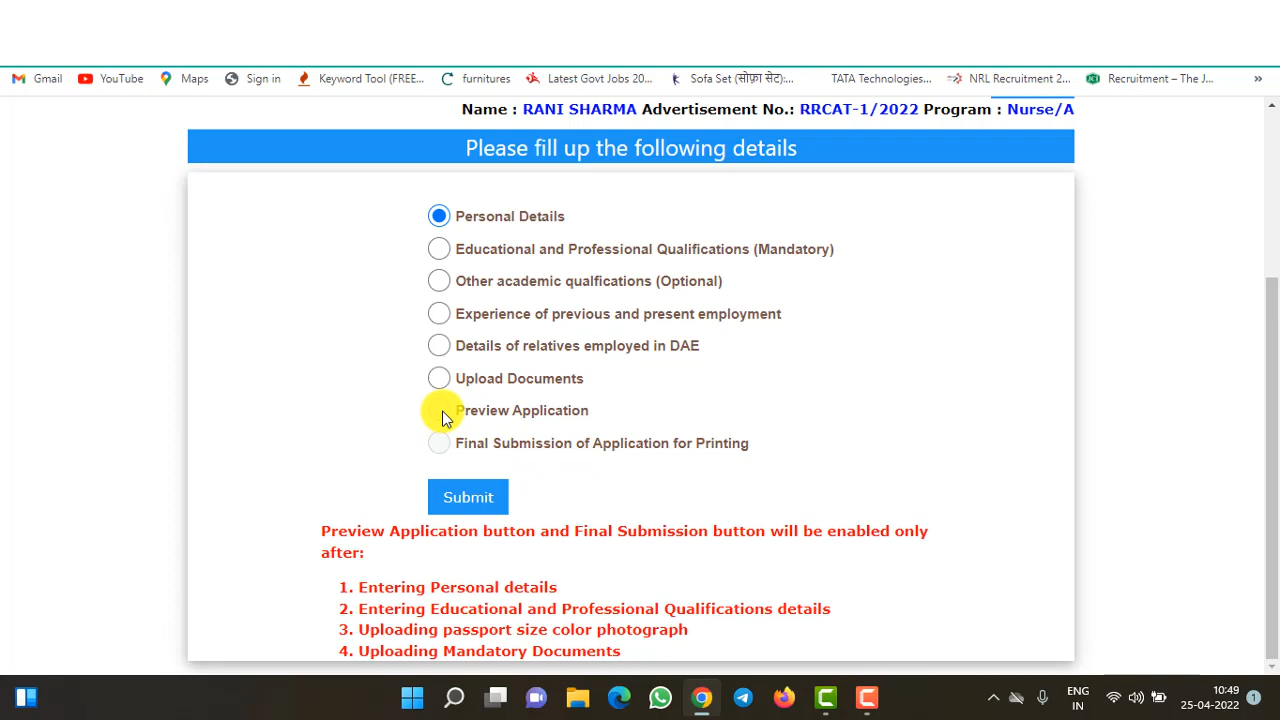 Gmail YouTube Maps Sign in Keyword Tool (FREE... furnitures Latest Govt Jobs 20... Sofa Set (सोफ़ा सेट):... TATA Technologies,... NRL Recruitment 2... Recruitment – The J... »
Name : RANI SHARMA Advertisement No.: RRCAT-1/2022 Program : Nurse/A
Please fill up the following details
Personal Details
Educational and Professional Qualifications (Mandatory)
Other academic qualfications (Optional)
Experience of previous and present employment
Details of relatives employed in DAE
Upload Documents
Preview Application
Final Submission of Application for Printing
Submit
Preview Application button and Final Submission button will be enabled only
after:
1. Entering Personal details
2. Entering Educational and Professional Qualifications details
3. Uploading passport size color photograph
4. Uploading Mandatory Documents
ENG 10:49
IN 25-04-2022 1